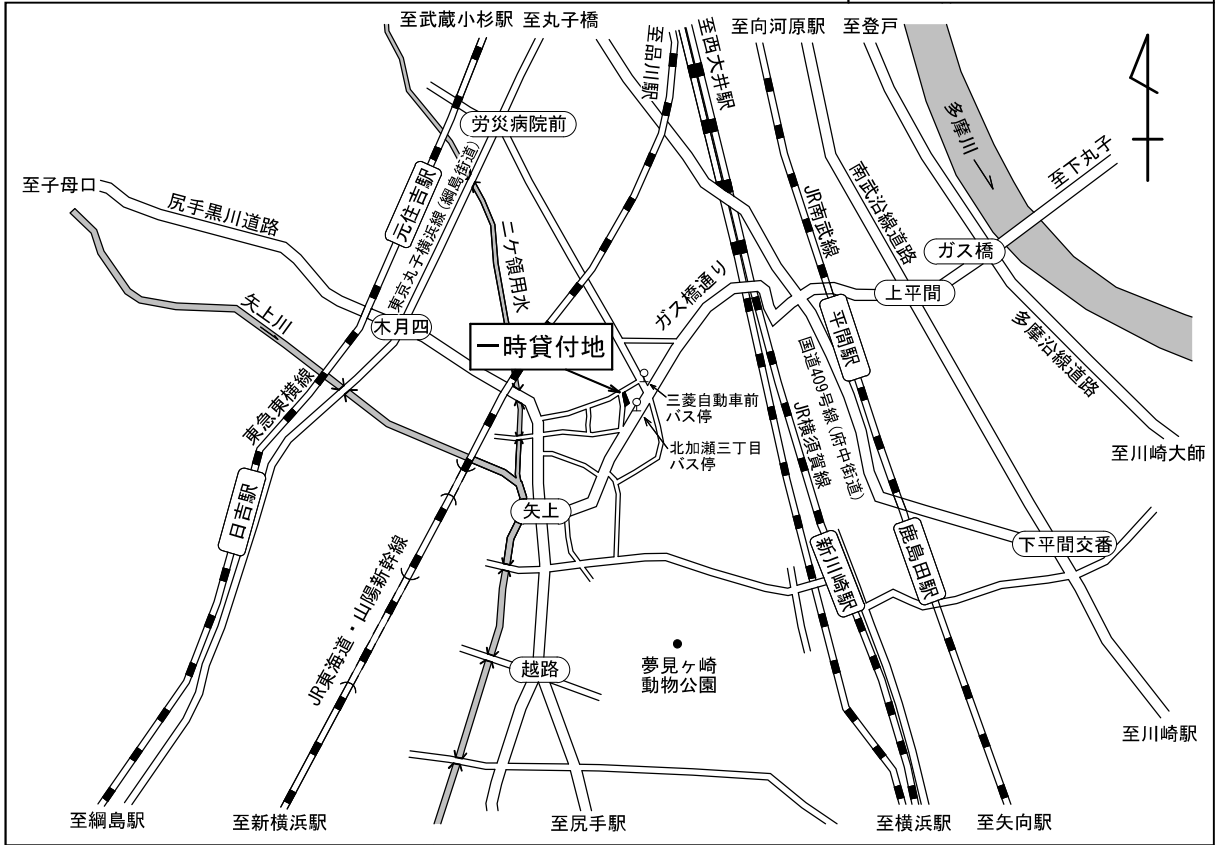 至武蔵小杉駅
至丸子橋
至品川駅
至西大井駅
至向河原駅
至登戸
多摩川
労災病院前
至下丸子
至子母口
尻手黒川道路
元住吉駅
東京丸子横浜線(綱島街道)
二ケ領用水
JR南武線
南武沿線道路
ガス橋
矢上川
木月四
ガス橋通り
上平間
一時貸付地
平間駅
多摩沿線道路
国道409号線(府中街道)
東急東横線
三菱自動車前
バス停
JR横須賀線
北加瀬三丁目
バス停
至川崎大師
日吉駅
矢上
下平間交番
新川崎駅
鹿島田駅
JR東海道・山陽新幹線
夢見ヶ崎
動物公園
越路
至川崎駅
至綱島駅
至新横浜駅
至尻手駅
至横浜駅
至矢向駅